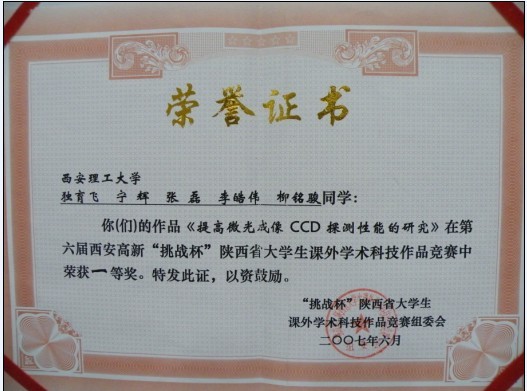 荣誉证书
西安理工大学
独育飞 宁辉 张磊 李皓伟 柳铭骏同学：
你(们)的作品《提高微光成像 CCD 探测性能的研究》在第
六届西安高新“挑战杯”陕西省大学生课外学术科技作品竞赛中
荣获一等奖。特发此证，以资鼓励。
“挑战杯”陕西省大学生
课外学术科技作品竞赛组委会
二〇〇七年六月